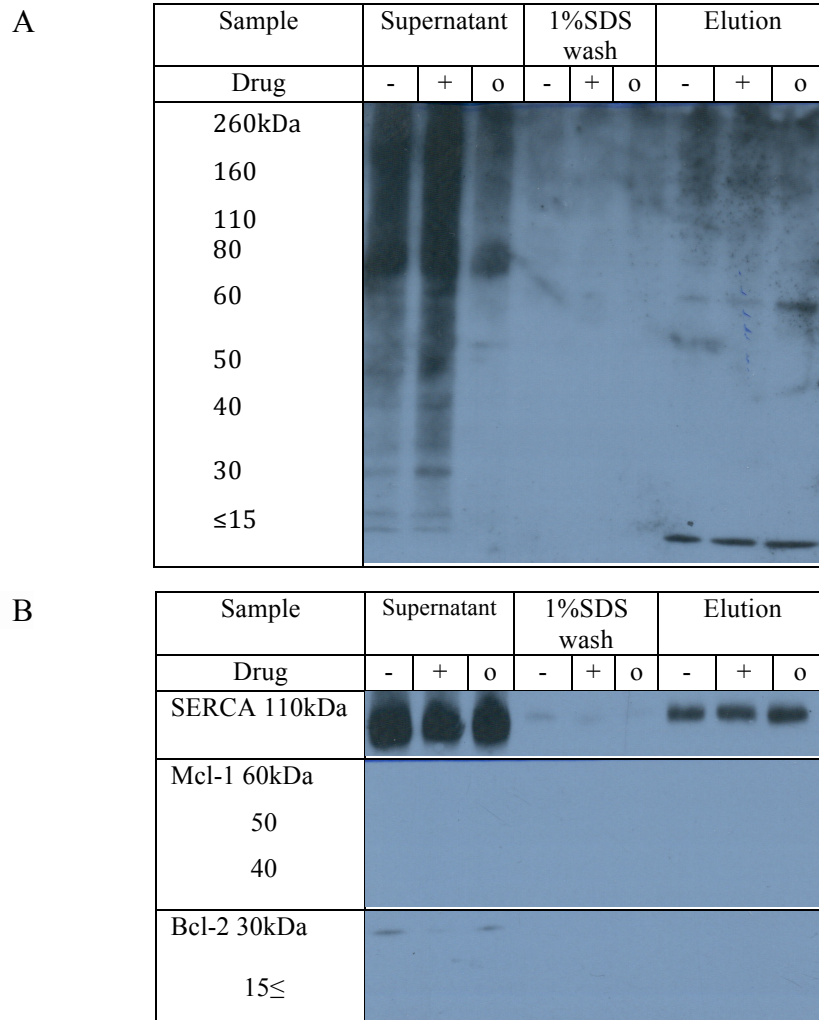 A
Sample Supernatant 1%SDS Elution
wash
Drug - + o - + o - + o
260kDa
160
110
80
60
50
40
30
≤15
B
Sample Supernatant 1%SDS Elution
wash
Drug - + o - + o - + o
SERCA 110kDa
Mcl-1 60kDa
50
40
Bcl-2 30kDa
15≤